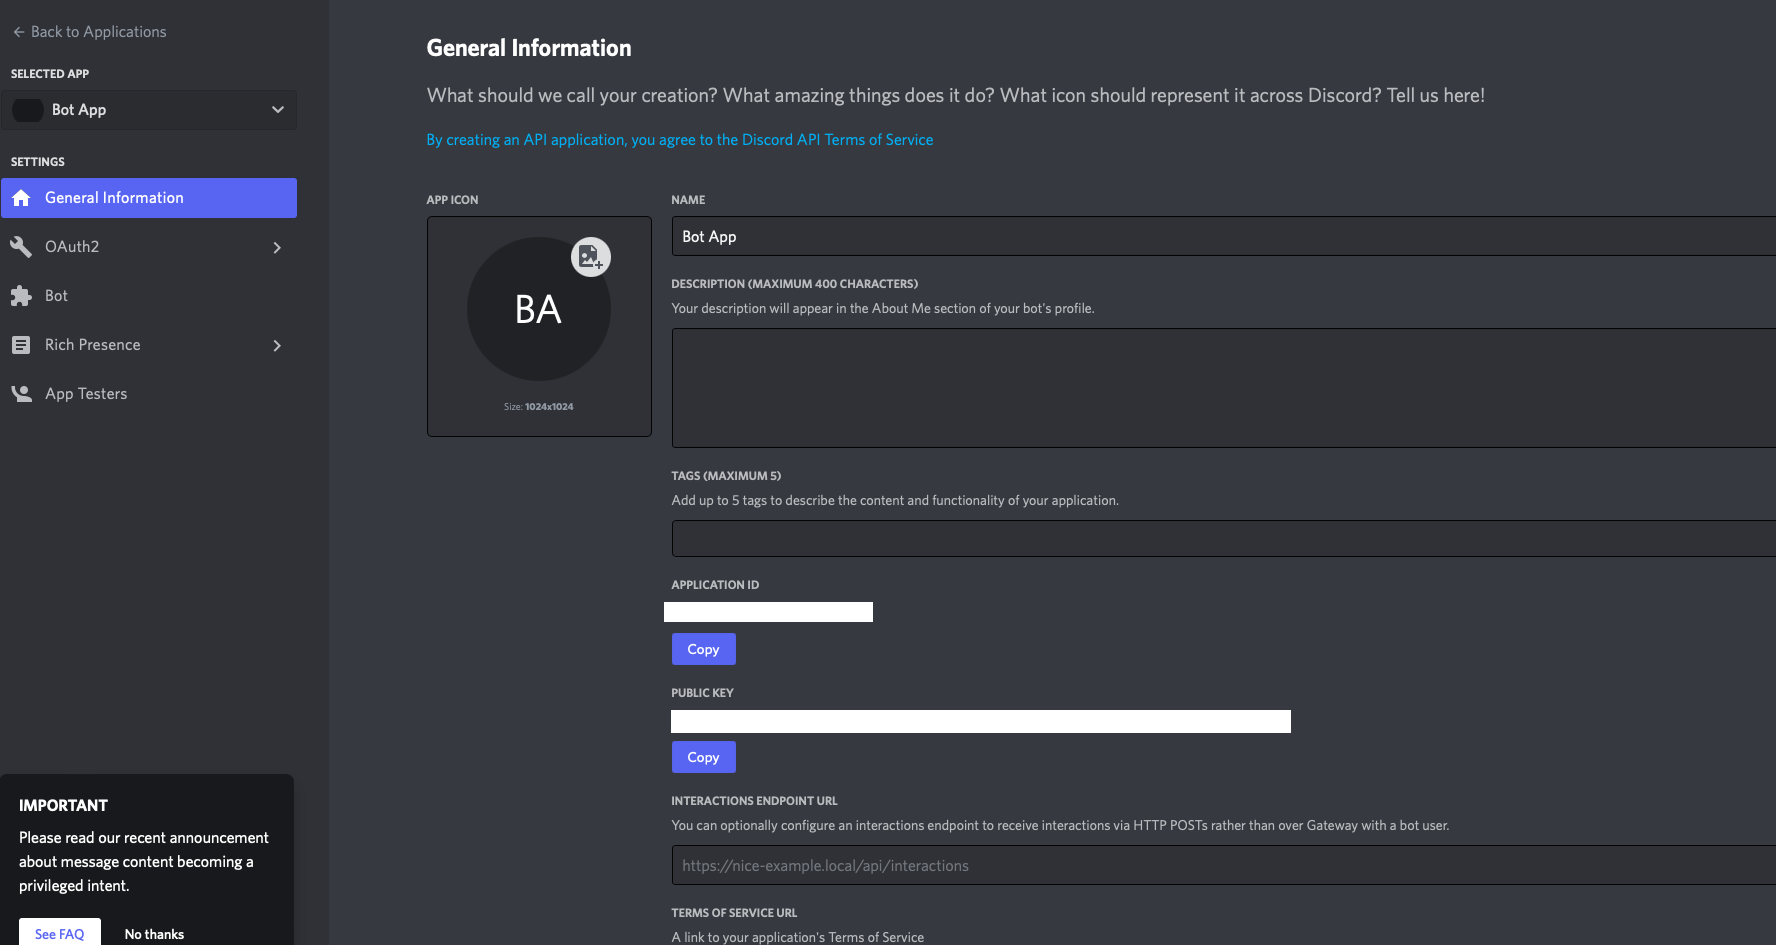 Back to Applications
SELECTED APP
Bot App
SETTINGS
General Information
OAuth2
Bot
Rich Presence
App Testers
IMPORTANT
Please read our recent announcement
about message content becoming a
privileged intent.
See FAQ
No thanks
General Information
What should we call your creation? What amazing things does it do? What icon should represent it across Discord? Tell us here!
By creating an API application, you agree to the Discord API Terms of Service
APP ICON
BA
Size: 1024x1024
NAME
Bot App
DESCRIPTION (MAXIMUM 400 CHARACTERS)
Your description will appear in the About Me section of your bot's profile.
TAGS (MAXIMUM 5)
Add up to 5 tags to describe the content and functionality of your application.
APPLICATION ID
Copy
PUBLIC KEY
Copy
INTERACTIONS ENDPOINT URL
You can optionally configure an interactions endpoint to receive interactions via HTTP POSTs rather than over Gateway with a bot user.
https://nice-example.local/api/interactions
TERMS OF SERVICE URL
A link to your application's Terms of Service